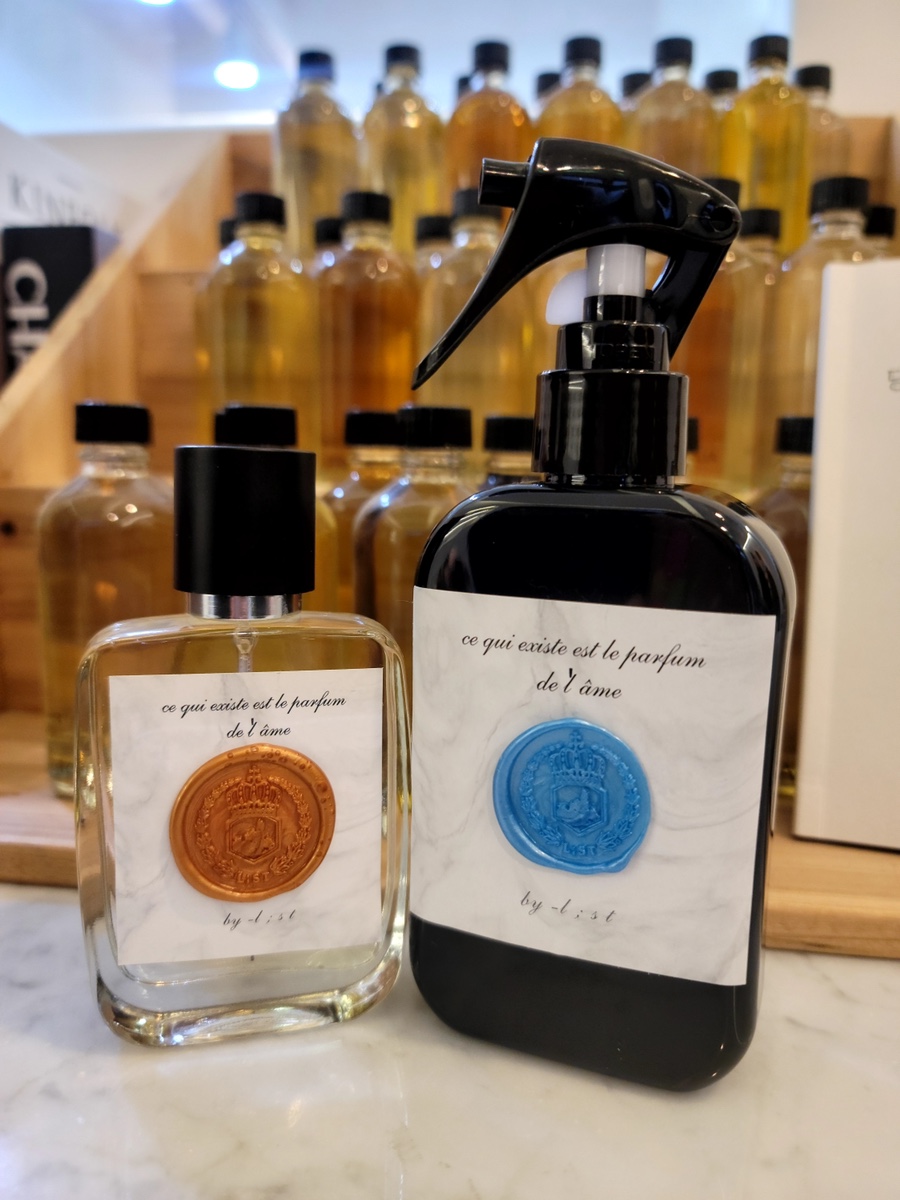 ce qui existe est le parfum
de l'âme
L;ST
by -l ; s t
ce qui existe est le parfum
de l'âme
L;ST
by -l ; s t